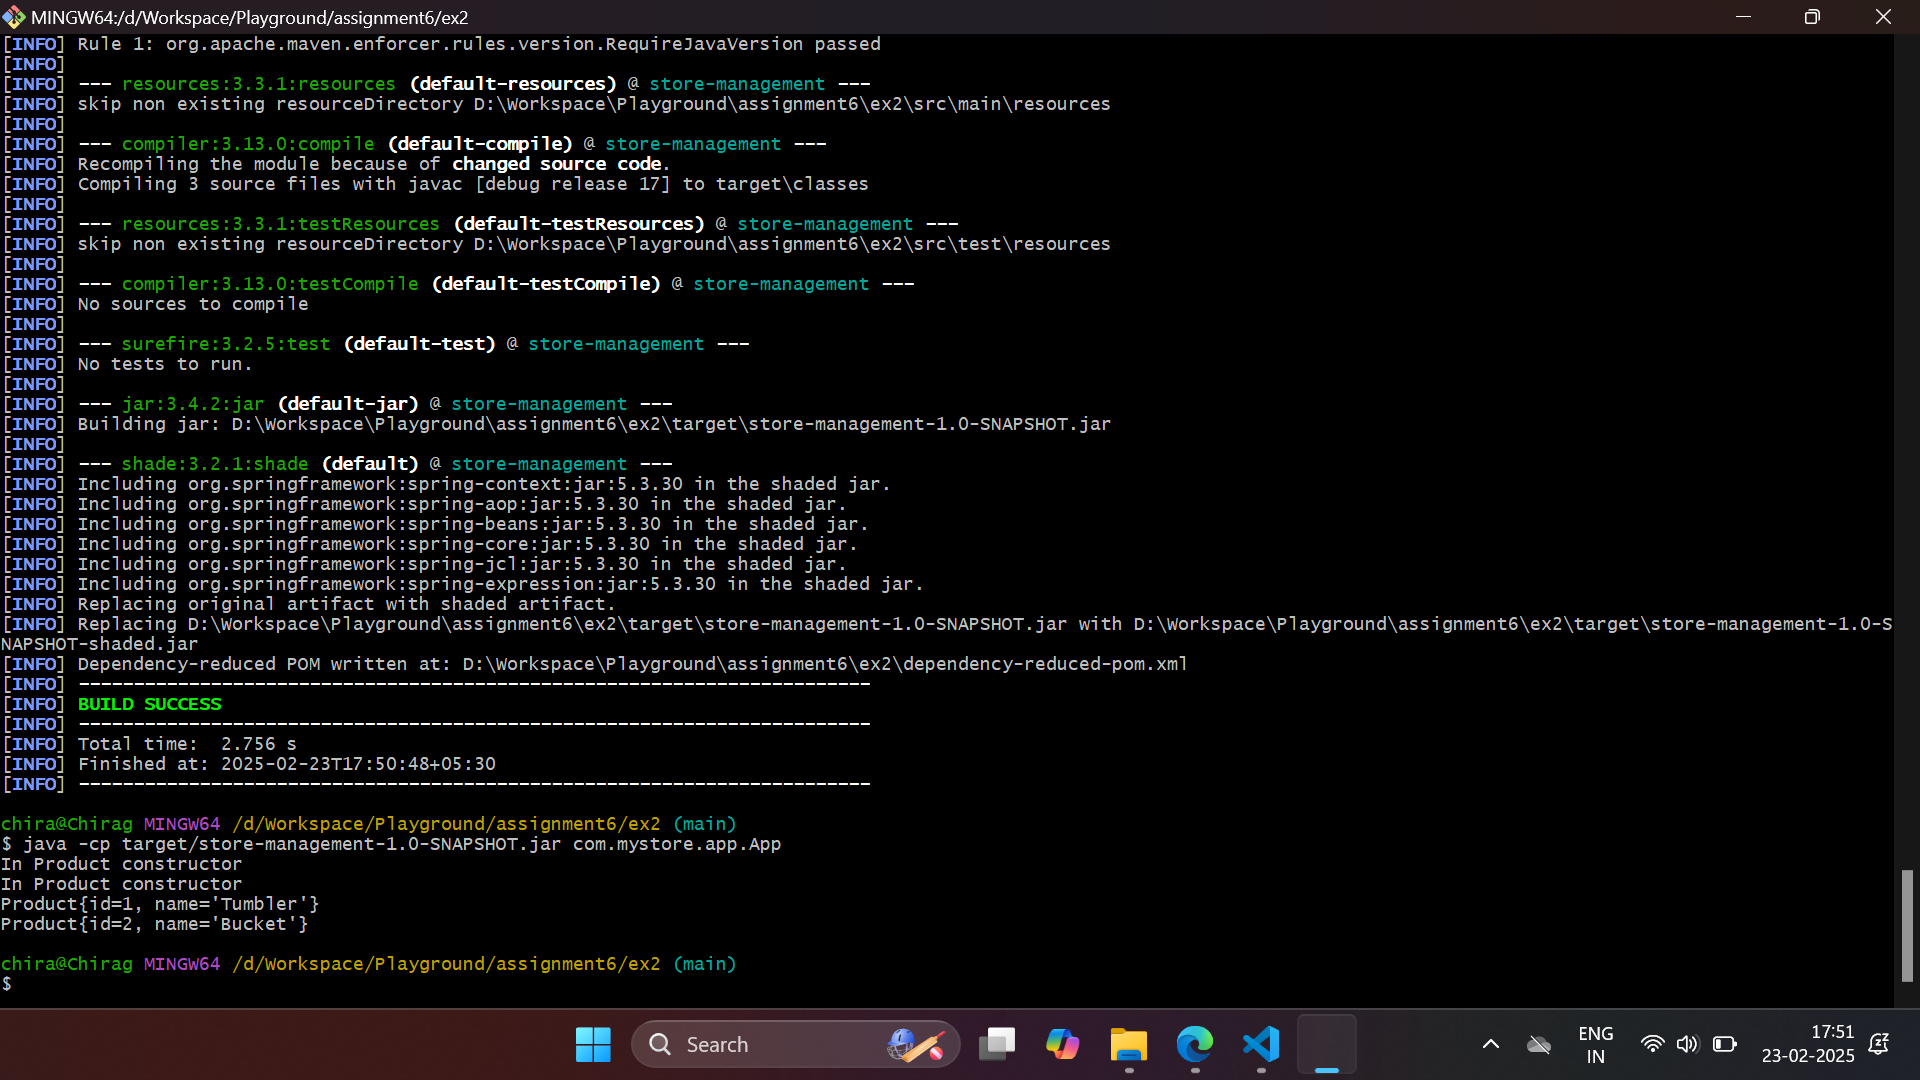 MINGW64:/d/Workspace/Playground/assignment6/ex2
[INFO] Rule 1: org.apache.maven.enforcer.rules.version.RequireJavaVersion passed
[INFO]
[INFO] --- resources:3.3.1:resources (default-resources) @ store-management ---
[INFO] skip non existing resourceDirectory D:\Workspace\Playground\assignment6\ex2\src\main\resources
[INFO]
[INFO] --- compiler:3.13.0:compile (default-compile) @ store-management ---
[INFO] Recompiling the module because of changed source code.
[INFO] Compiling 3 source files with javac [debug release 17] to target\classes
[INFO]
[INFO] --- resources:3.3.1:testResources (default-testResources) @ store-management ---
[INFO] skip non existing resourceDirectory D:\Workspace\Playground\assignment6\ex2\src\test\resources
[INFO]
[INFO] --- compiler:3.13.0:testCompile (default-testCompile) @ store-management ---
[INFO] No sources to compile
[INFO]
[INFO] --- surefire:3.2.5:test (default-test) @ store-management ---
[INFO] No tests to run.
[INFO]
[INFO] --- jar:3.4.2:jar (default-jar) @ store-management ---
[INFO] Building jar: D:\Workspace\Playground\assignment6\ex2\target\store-management-1.0-SNAPSHOT.jar
[INFO]
[INFO] --- shade:3.2.1:shade (default) @ store-management ---
[INFO] Including org.springframework:spring-context:jar:5.3.30 in the shaded jar.
[INFO] Including org.springframework:spring-aop:jar:5.3.30 in the shaded jar.
[INFO] Including org.springframework:spring-beans:jar:5.3.30 in the shaded jar.
[INFO] Including org.springframework:spring-core:jar:5.3.30 in the shaded jar.
[INFO] Including org.springframework:spring-jcl:jar:5.3.30 in the shaded jar.
[INFO] Including org.springframework:spring-expression:jar:5.3.30 in the shaded jar.
[INFO] Replacing original artifact with shaded artifact.
[INFO] Replacing D:\Workspace\Playground\assignment6\ex2\target\store-management-1.0-SNAPSHOT.jar with D:\Workspace\Playground\assignment6\ex2\target\store-management-1.0-S
NAPSHOT-shaded.jar
[INFO] Dependency-reduced POM written at: D:\Workspace\Playground\assignment6\ex2\dependency-reduced-pom.xml
[INFO] ------------------------------------------------------------------------
[INFO] BUILD SUCCESS
[INFO] ------------------------------------------------------------------------
[INFO] Total time:  2.756 s
[INFO] Finished at: 2025-02-23T17:50:48+05:30
[INFO] ------------------------------------------------------------------------
chira@Chirag MINGW64 /d/Workspace/Playground/assignment6/ex2 (main)
$ java -cp target/store-management-1.0-SNAPSHOT.jar com.mystore.app.App
In Product constructor
In Product constructor
Product{id=1, name='Tumbler'}
Product{id=2, name='Bucket'}
chira@Chirag MINGW64 /d/Workspace/Playground/assignment6/ex2 (main)
$
Search
ENG
IN
17:51
23-02-2025